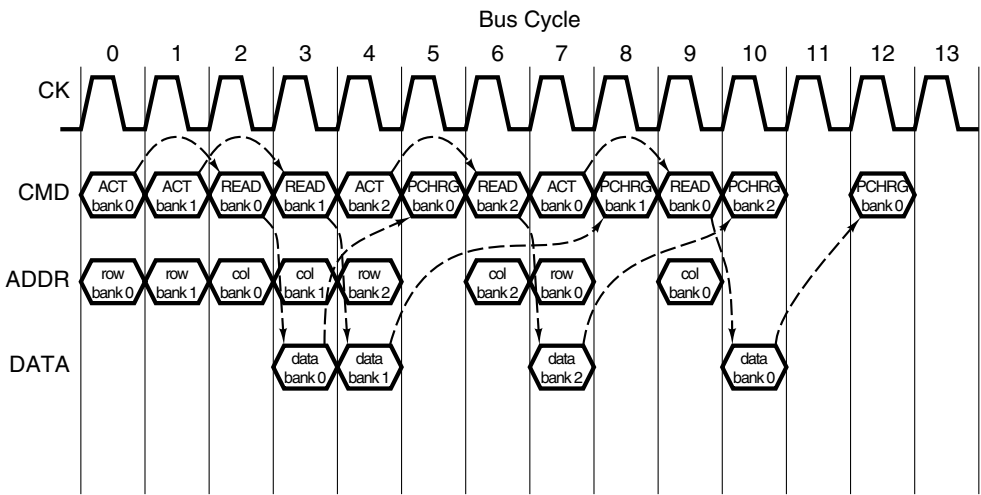 Bus Cycle
0 1 2 3 4 5 6 7 8 9 10 11 12 13
CK
CMD
ACT ACT READ READ ACT PCHRG READ ACT PCHRG READ PCHRG PCHRG
bank 0 bank 1 bank 0 bank 1 bank 2 bank 0 bank 2 bank 0 bank 1 bank 0 bank 2 bank 0
ADDR
row row col col row col row col
bank 0 bank 1 bank 0 bank 1 bank 2 bank 2 bank 0 bank 0
DATA
data data data data
bank 0 bank 1 bank 2 bank 0